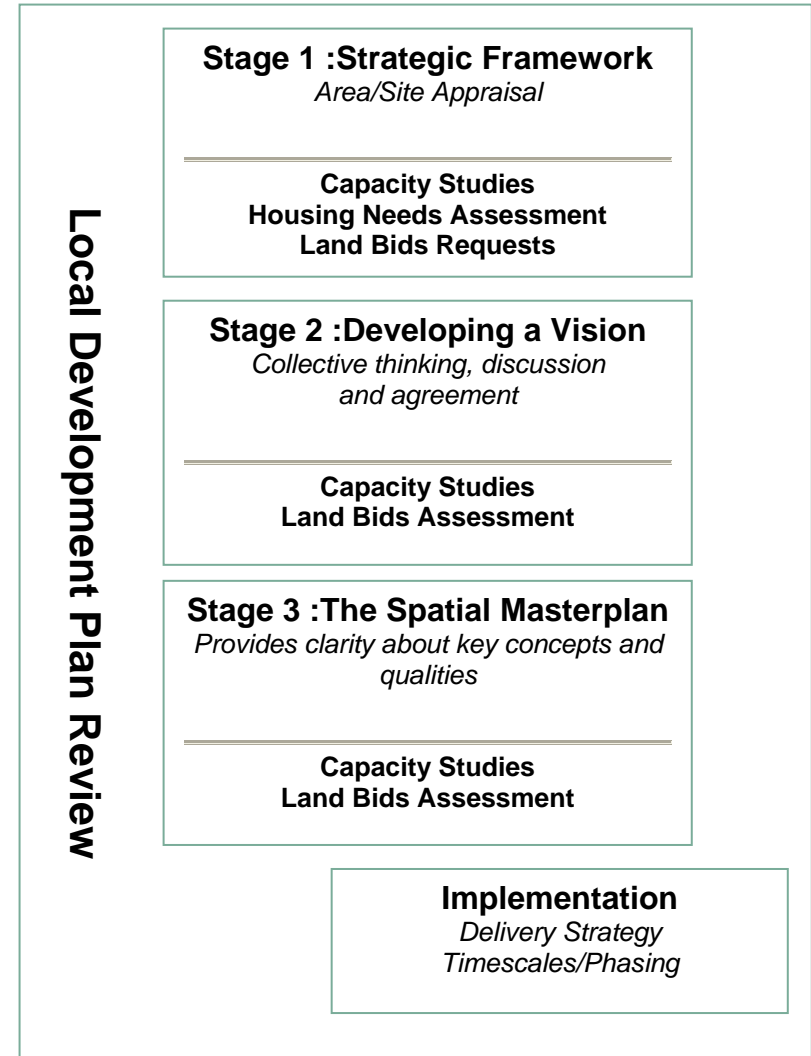 Local Development Plan Review
Stage 1 :Strategic Framework
Area/Site Appraisal
Capacity Studies
Housing Needs Assessment
Land Bids Requests
Stage 2 :Developing a Vision
Collective thinking, discussion
and agreement
Capacity Studies
Land Bids Assessment
Stage 3 :The Spatial Masterplan
Provides clarity about key concepts and
qualities
Capacity Studies
Land Bids Assessment
Implementation
Delivery Strategy
Timescales/Phasing